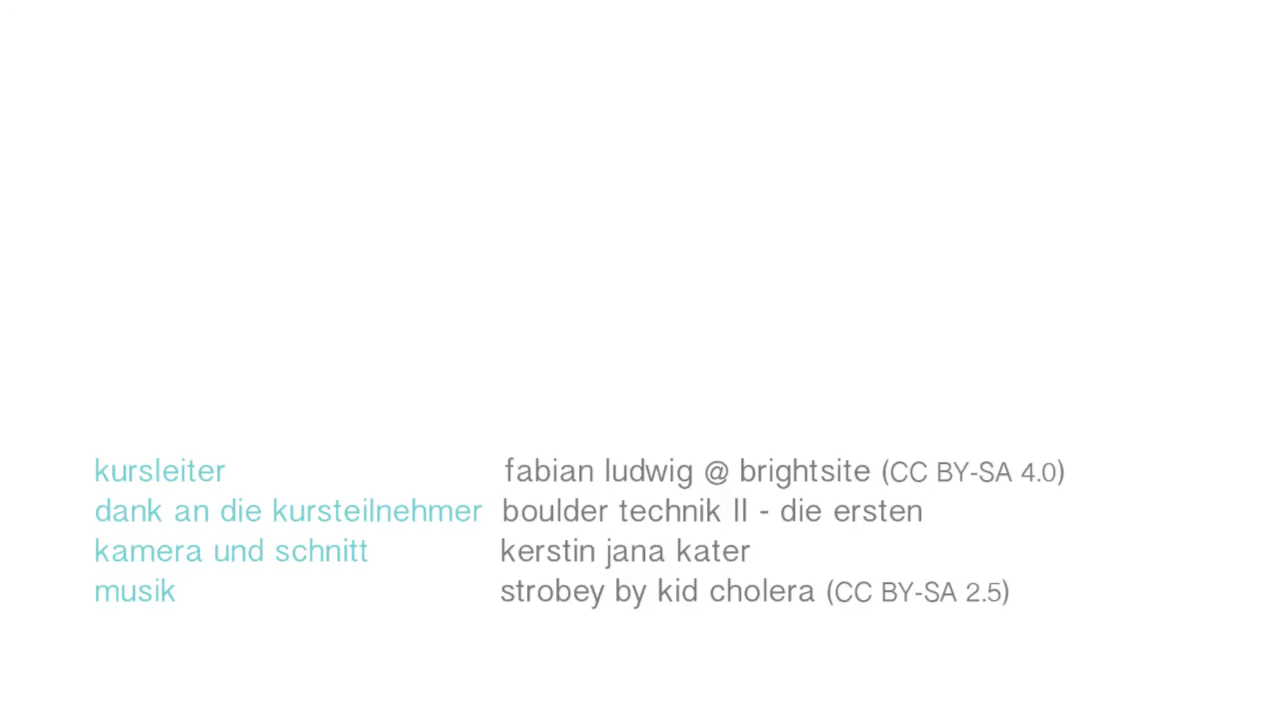 kursleiter fabian ludwig @ brightsite (CC BY-SA 4.0)
dank an die kursteilnehmer boulder technik II - die ersten
kamera und schnitt kerstin jana kater
musik strobey by kid cholera (CC BY-SA 2.5)